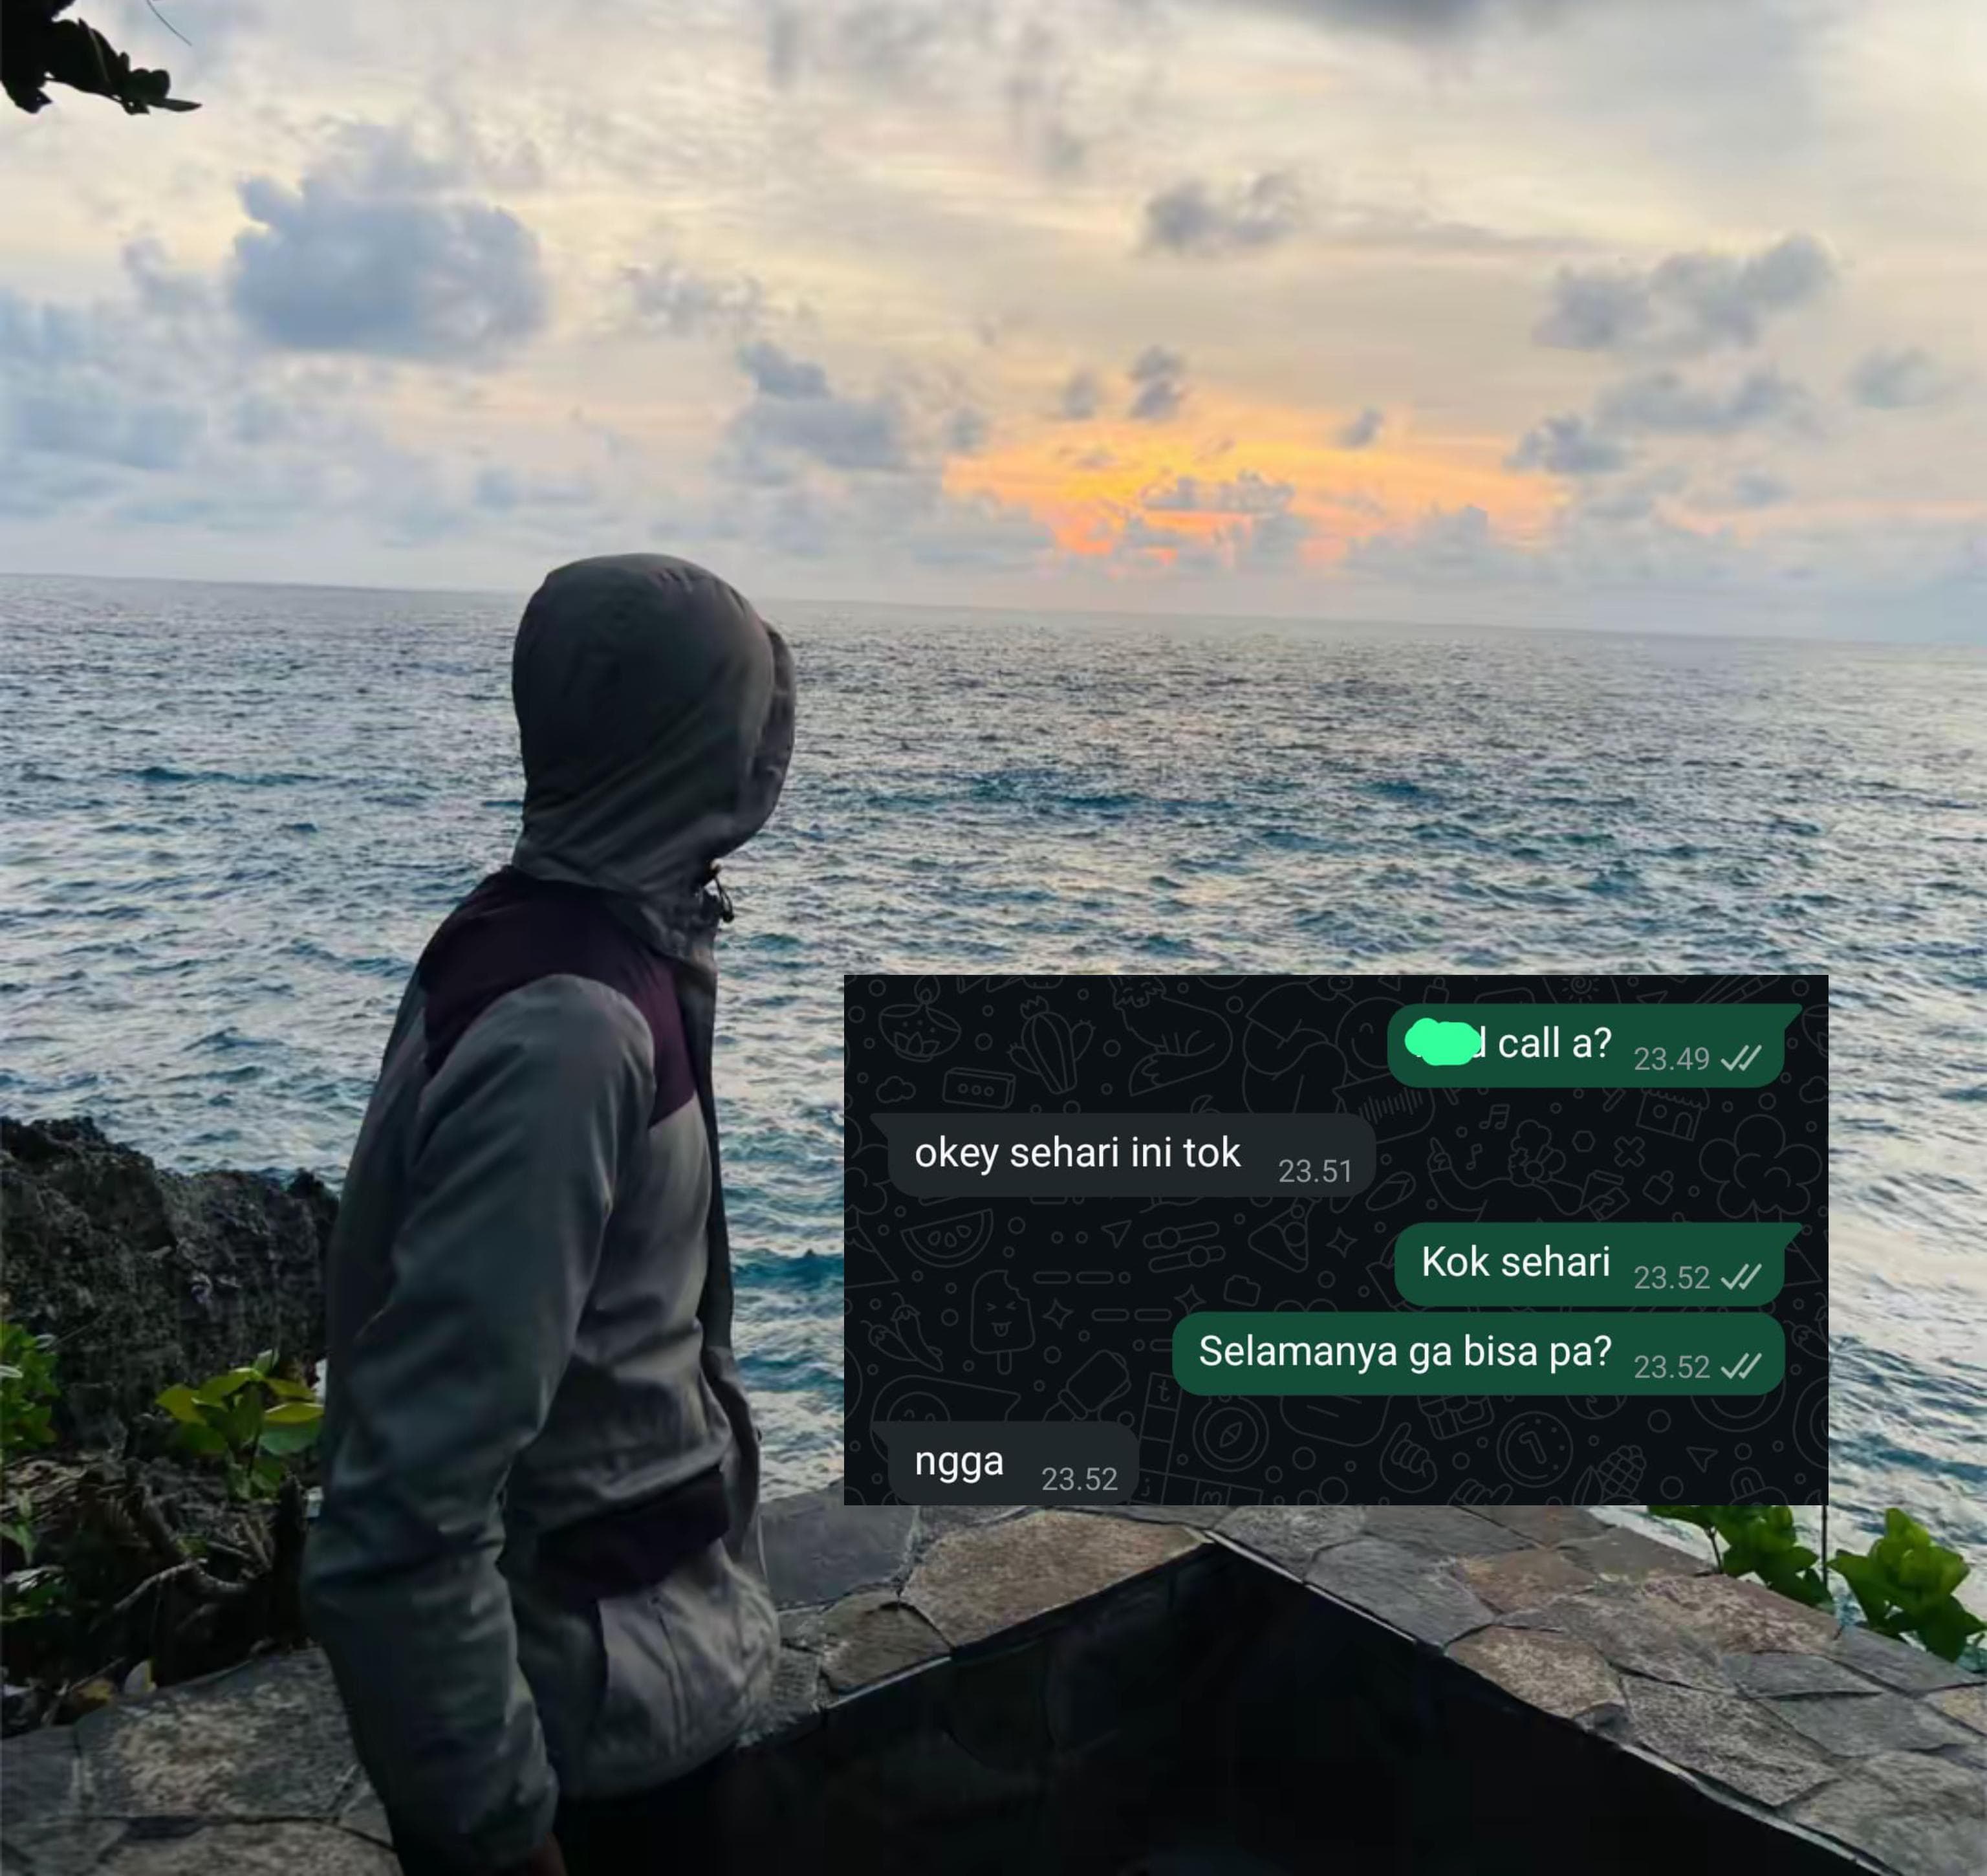 call a? 23.49
okey sehari ini tok 23.51
Kok sehari 23.52
Selamanya ga bisa pa? 23.52
ngga 23.52